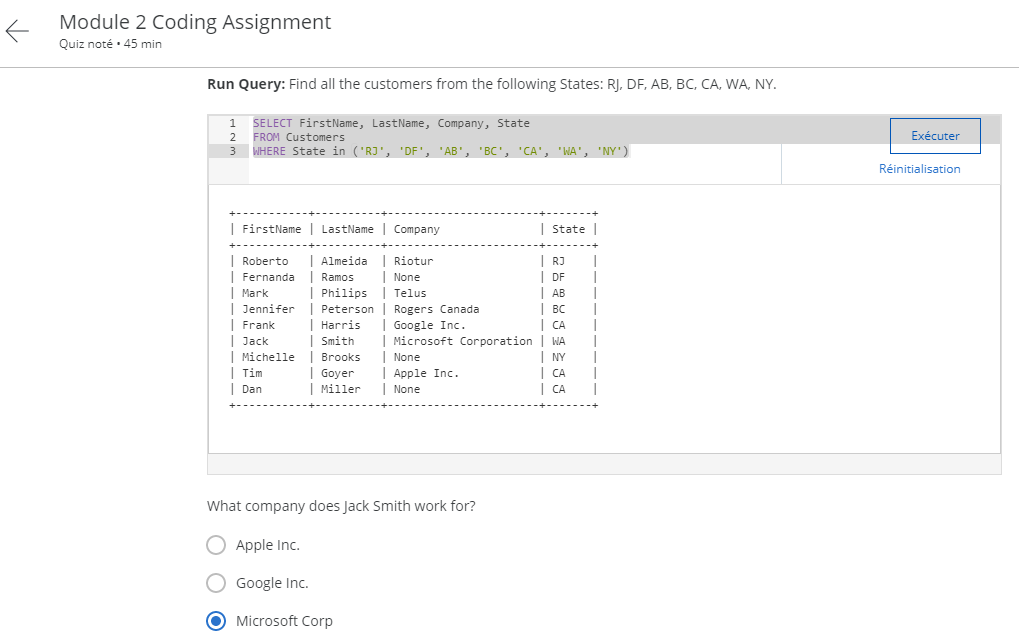 Module 2 Coding Assignment
Quiz noté • 45 min
Run Query: Find all the customers from the following States: RJ, DF, AB, BC, CA, WA, NY.
1 SELECT FirstName, LastName, Company, State
2 FROM Customers
3 WHERE State in ('RJ', 'DF', 'AB', 'BC', 'CA', 'WA', 'NY')
Exécuter
Réinitialisation
+-----------+----------+-----------------------+-------+
| FirstName | LastName | Company               | State |
+-----------+----------+-----------------------+-------+
| Roberto   | Almeida  | Riotur                | RJ    |
| Fernanda  | Ramos    | None                  | DF    |
| Mark      | Philips  | Telus                 | AB    |
| Jennifer  | Peterson | Rogers Canada         | BC    |
| Frank     | Harris   | Google Inc.           | CA    |
| Jack      | Smith    | Microsoft Corporation | WA    |
| Michelle  | Brooks   | None                  | NY    |
| Tim       | Goyer    | Apple Inc.            | CA    |
| Dan       | Miller   | None                  | CA    |
+-----------+----------+-----------------------+-------+
What company does Jack Smith work for?
Apple Inc.
Google Inc.
Microsoft Corp